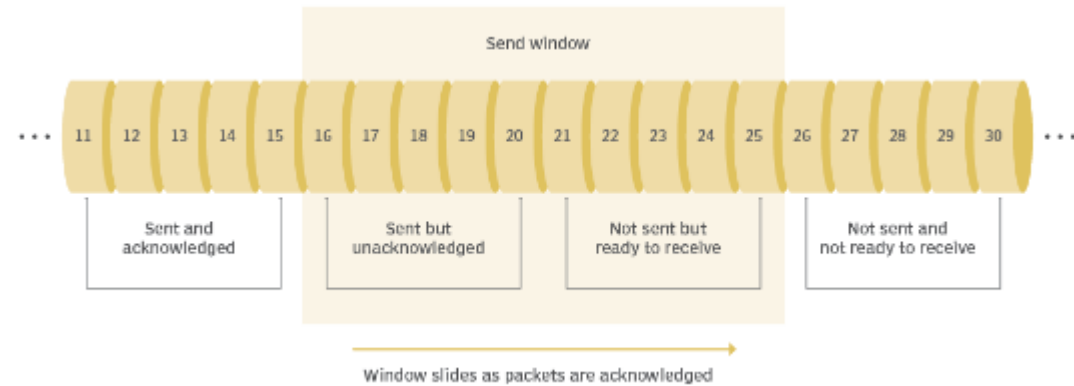 Send window
... 11 12 13 14 15 16 17 18 19 20 21 22 23 24 25 26 27 28 29 30 ...
Sent and
acknowledged
Sent but
unacknowledged
Not sent but
ready to receive
Not sent and
not ready to receive
Window slides as packets are acknowledged